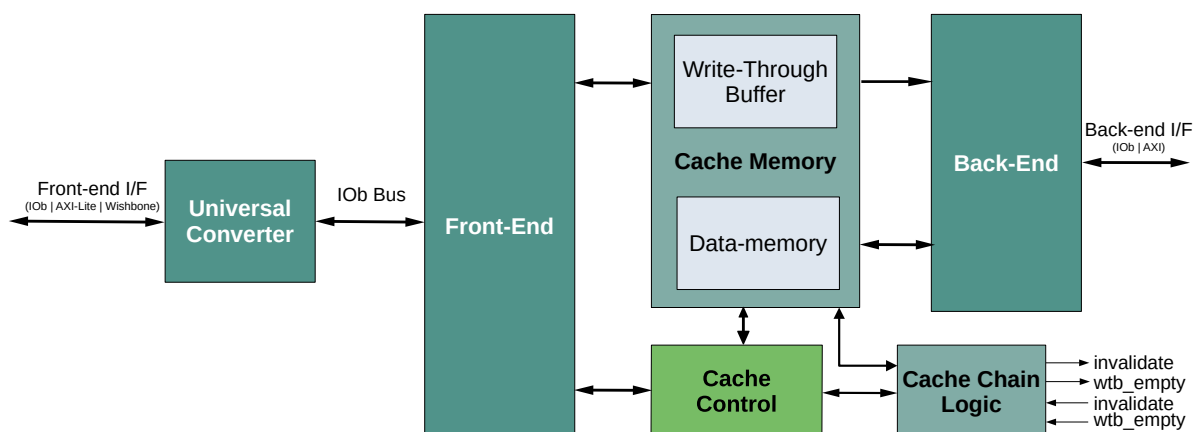 Front-end I/F
(IOb | AXI-Lite | Wishbone)
Universal
Converter
IOb Bus
Front-End
Write-Through
Buffer
Cache Memory
Data-memory
Back-End
Back-end I/F
(IOb | AXI)
Cache
Control
Cache Chain
Logic
invalidate
wtb_empty
invalidate
wtb_empty